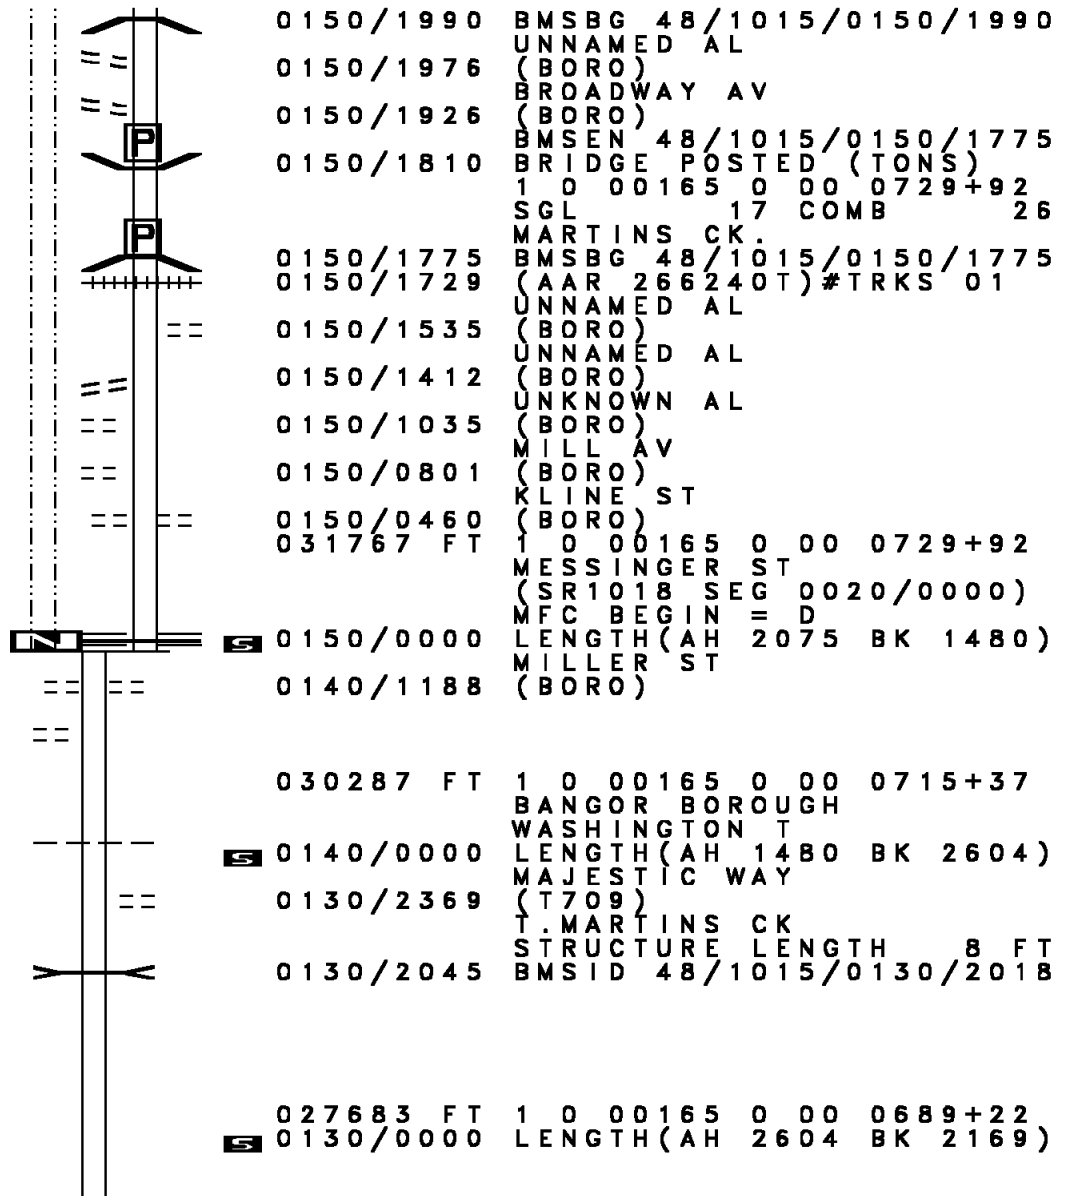 0150/1990 BMSBG 48/1015/0150/1990
UNNAMED AL
0150/1976 (BORO)
BROADWAY AV
0150/1926 (BORO)
P
BMSEN 48/1015/0150/1775
0150/1810 BRIDGE POSTED (TONS)
1 0 00165 0 00 0729+92
SGL 17 COMB 26
P
MARTINS CK.
0150/1775 BMSBG 48/1015/0150/1775
0150/1729 (AAR 266240T)#TRKS 01
UNNAMED AL
0150/1535 (BORO)
UNNAMED AL
0150/1412 (BORO)
UNKNOWN AL
0150/1035 (BORO)
MILL AV
0150/0801 (BORO)
KLINE ST
0150/0460 (BORO)
031767 FT 1 0 00165 0 00 0729+92
MESSINGER ST
(SR1018 SEG 0020/0000)
MFC BEGIN = D
N S 0150/0000 LENGTH(AH 2075 BK 1480)
MILLER ST
0140/1188 (BORO)
030287 FT 1 0 00165 0 00 0715+37
BANGOR BOROUGH
WASHINGTON T
S 0140/0000 LENGTH(AH 1480 BK 2604)
MAJESTIC WAY
0130/2369 (T709)
T.MARTINS CK
STRUCTURE LENGTH 8 FT
0130/2045 BMSID 48/1015/0130/2018
027683 FT 1 0 00165 0 00 0689+22
S 0130/0000 LENGTH(AH 2604 BK 2169)